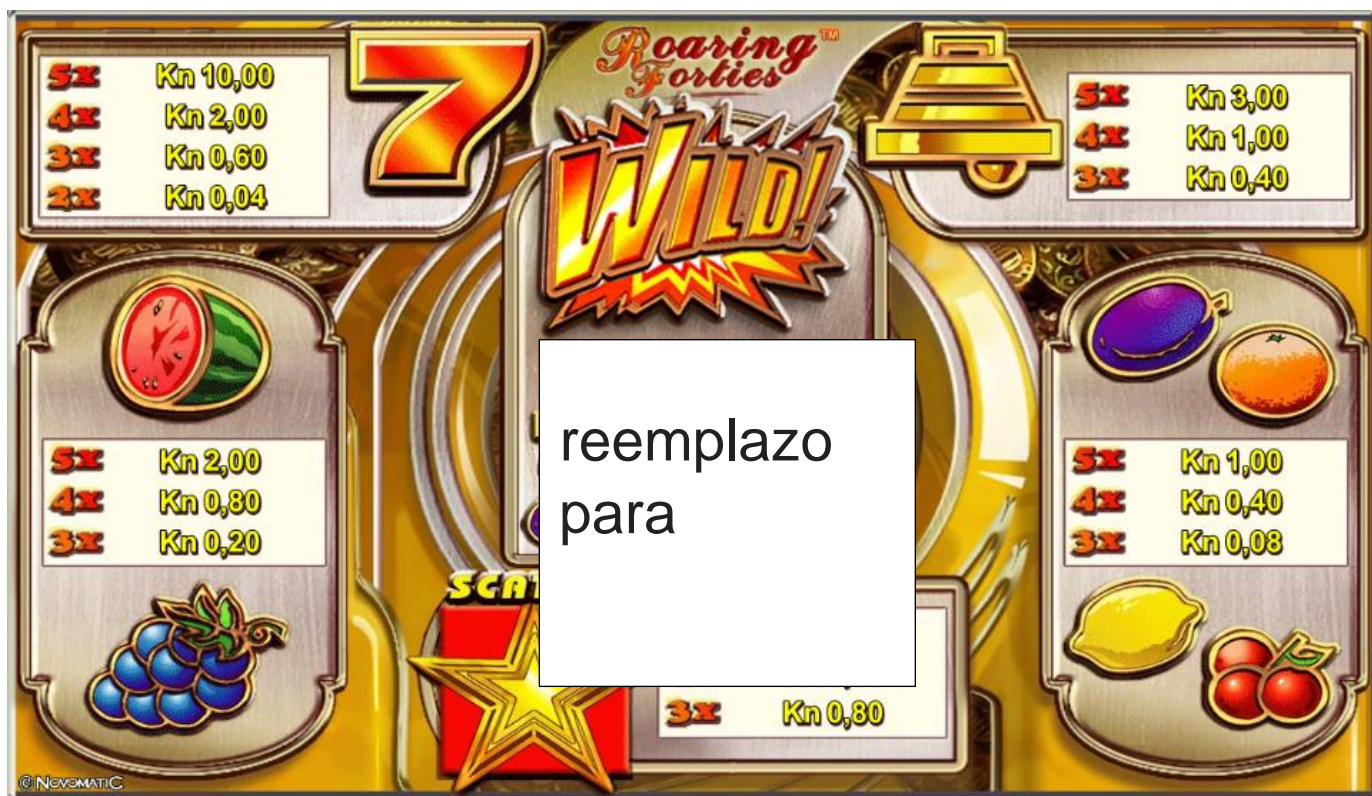 Roaring™
Forties
5x Kn 10,00
4x Kn 2,00
3x Kn 0,60
2x Kn 0,04
WILD!
5x Kn 3,00
4x Kn 1,00
3x Kn 0,40
5x Kn 2,00
4x Kn 0,80
3x Kn 0,20
reemplazo
para
5x Kn 1,00
4x Kn 0,40
3x Kn 0,08
3x Kn 0,80
© NOVOMATIC